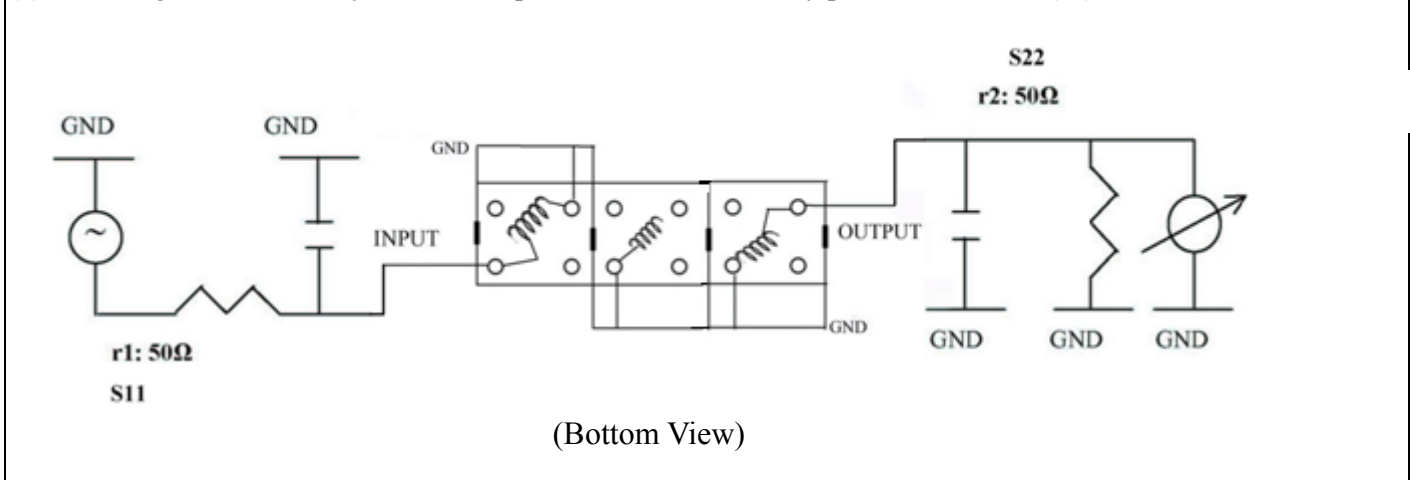 S22
r2: 50Ω
GND
GND
GND
INPUT
OUTPUT
GND
GND
GND
GND
r1: 50Ω
S11
(Bottom View)